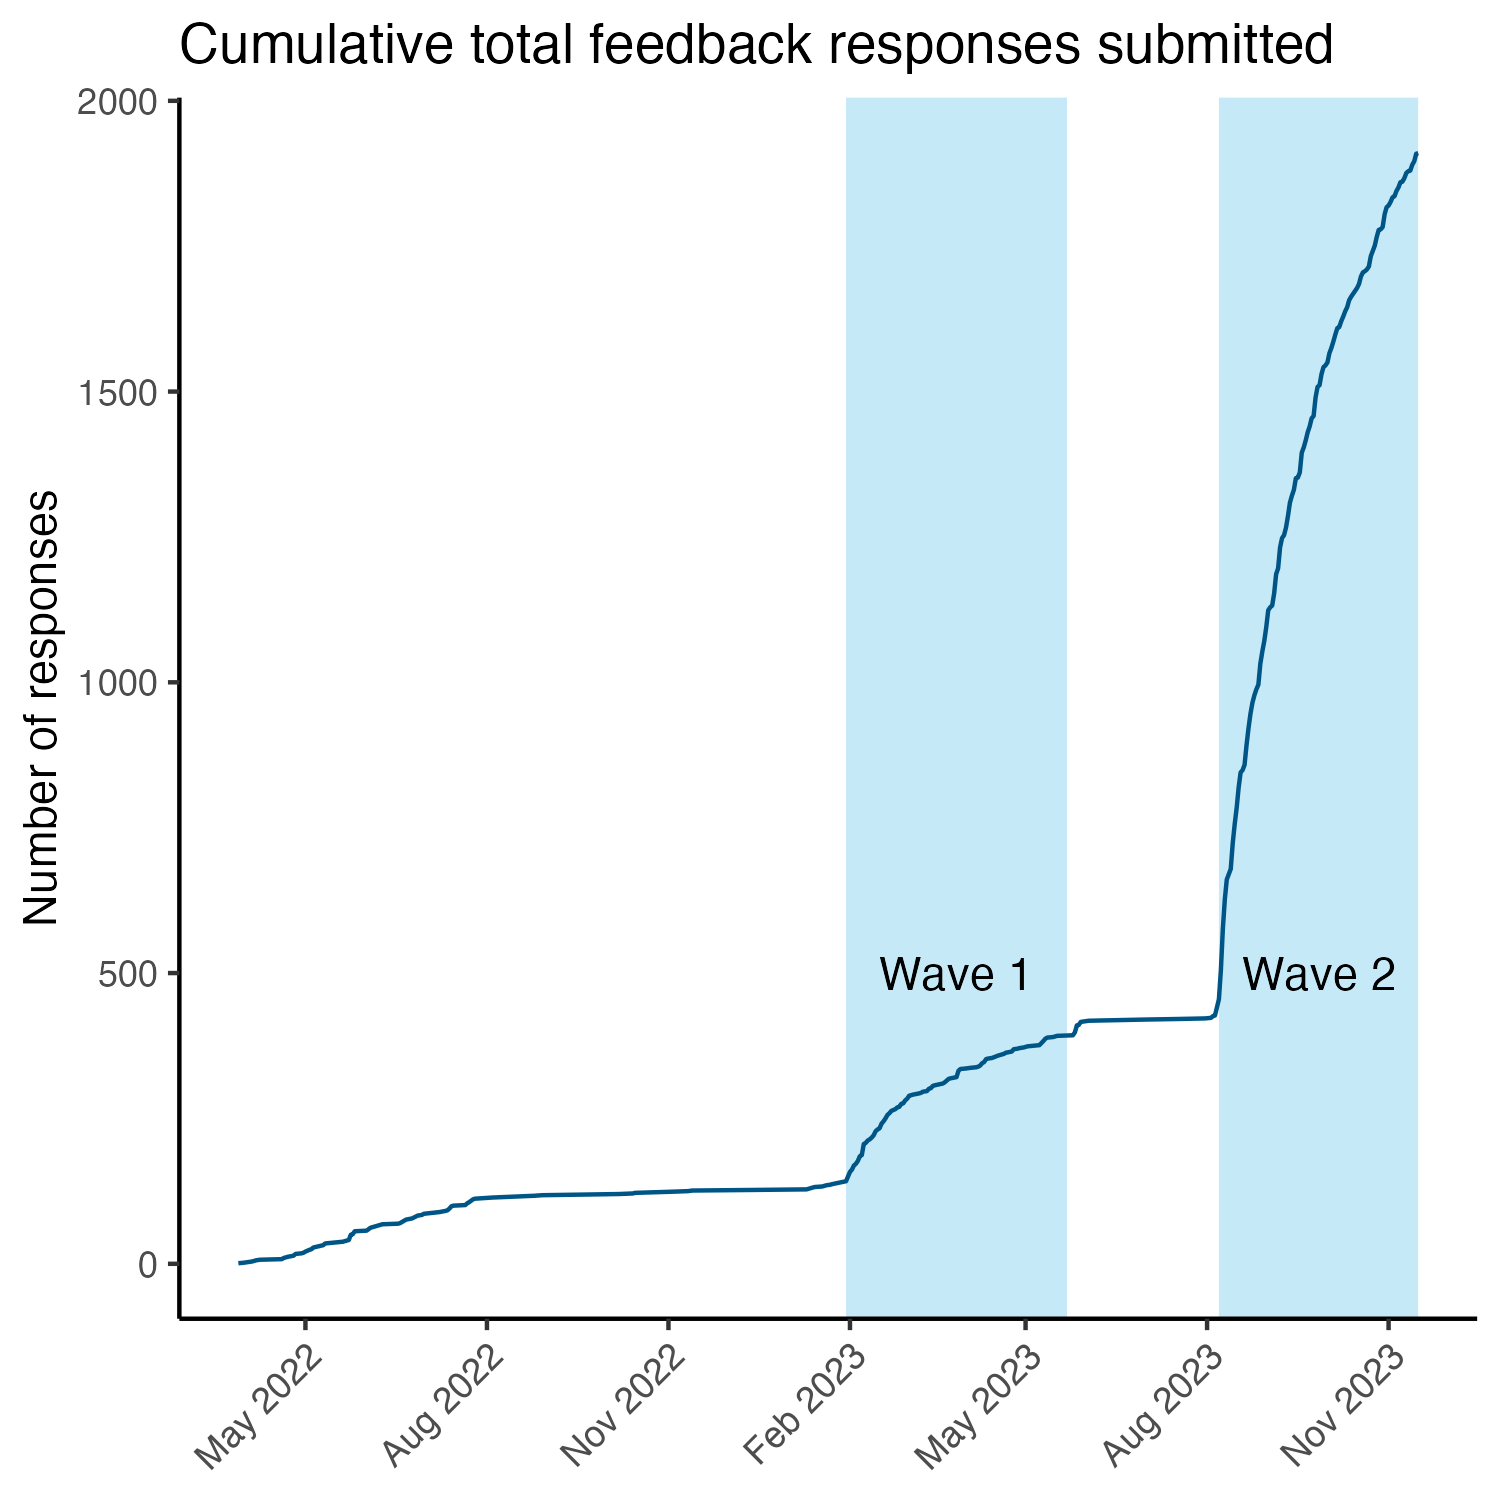 Cumulative total feedback responses submitted
Number of responses
2000
1500
1000
500
0
Wave 1
Wave 2
May 2022
Aug 2022
Nov 2022
Feb 2023
May 2023
Aug 2023
Nov 2023